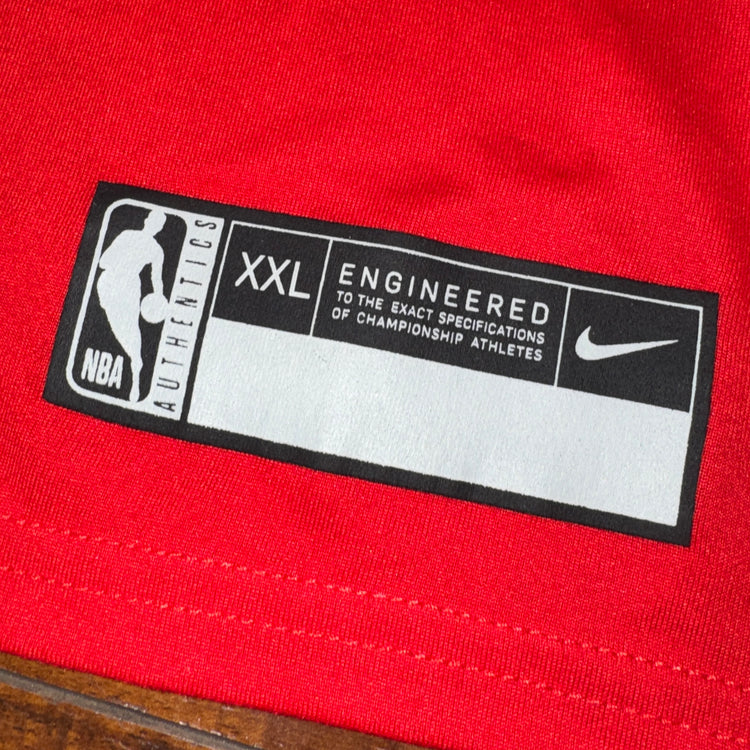 NBA
AUTHENTICS
XXL
ENGINEERED
TO THE EXACT SPECIFICATIONS
OF CHAMPIONSHIP ATHLETES